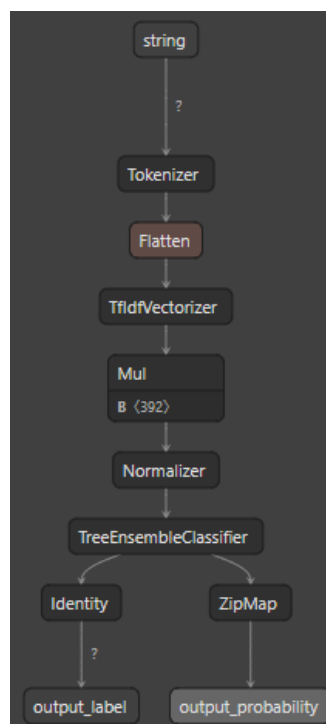 string
?
Tokenizer
Flatten
TfIdfVectorizer
Mul
B ⟨392⟩
Normalizer
TreeEnsembleClassifier
Identity ZipMap
?
output_label output_probability